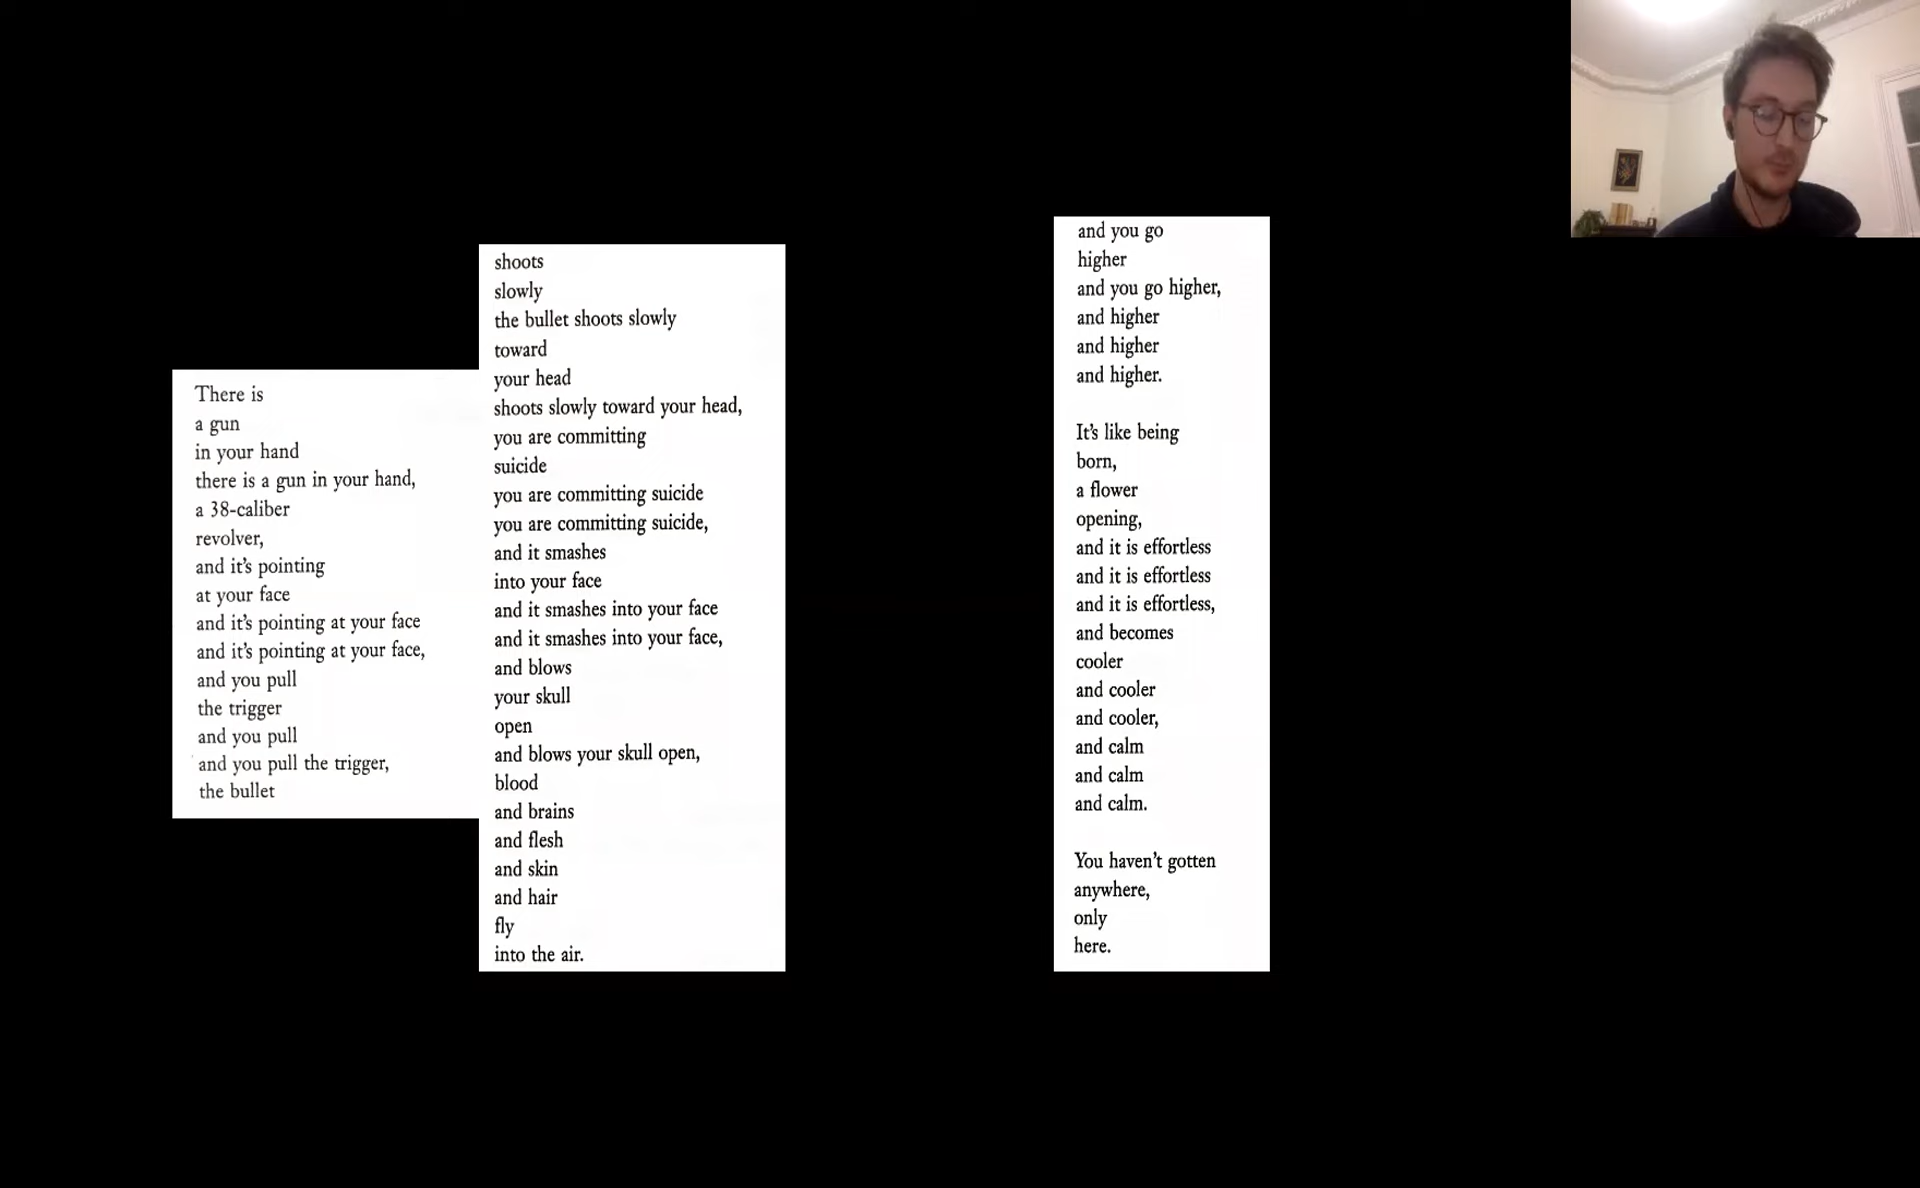 There is
a gun
in your hand
there is a gun in your hand,
a 38-caliber
revolver,
and it's pointing
at your face
and it's pointing at your face
and it's pointing at your face,
and you pull
the trigger
and you pull
and you pull the trigger,
the bullet
shoots
slowly
the bullet shoots slowly
toward
your head
shoots slowly toward your head,
you are committing
suicide
you are committing suicide
you are committing suicide,
and it smashes
into your face
and it smashes into your face
and it smashes into your face,
and blows
your skull
open
and blows your skull open,
blood
and brains
and flesh
and skin
and hair
fly
into the air.
and you go
higher
and you go higher,
and higher
and higher
and higher.
It's like being
born,
a flower
opening,
and it is effortless
and it is effortless
and it is effortless,
and becomes
cooler
and cooler
and cooler,
and calm
and calm
and calm.
You haven't gotten
anywhere,
only
here.